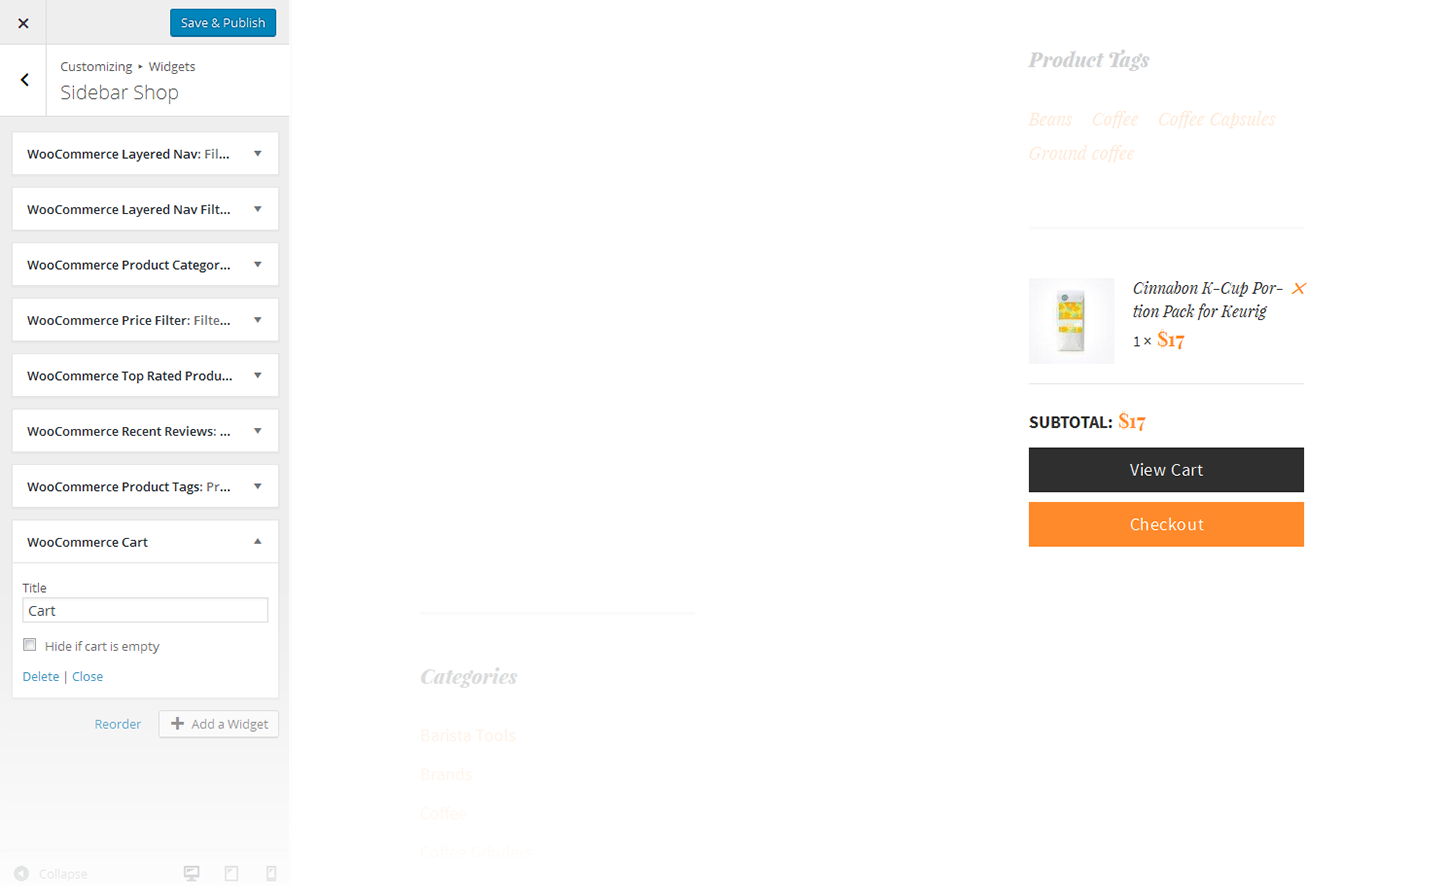 Save & Publish
Customizing ▸ Widgets
Sidebar Shop
WooCommerce Layered Nav: Fil...
WooCommerce Layered Nav Filt...
WooCommerce Product Categor...
WooCommerce Price Filter: Filte...
WooCommerce Top Rated Produ...
WooCommerce Recent Reviews: ...
WooCommerce Product Tags: Pr...
WooCommerce Cart
Title
Cart
Hide if cart is empty
Delete | Close
Reorder
Add a Widget
Collapse
Categories
Barista Tools
Brands
Coffee
Coffee Grinders
Product Tags
Beans Coffee Coffee Capsules
Ground coffee
Cinnabon K-Cup Por-
tion Pack for Keurig
1 × $17
SUBTOTAL: $17
View Cart
Checkout